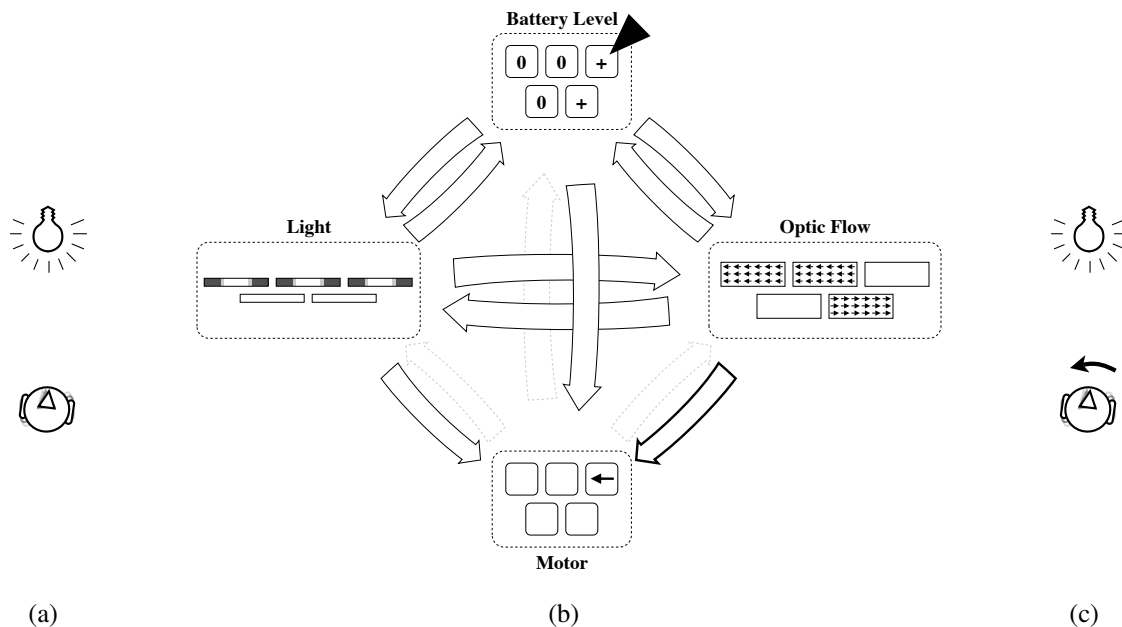 Battery Level
0 0 +
0 +
Light
Optic Flow
Motor
(a)
(b)
(c)